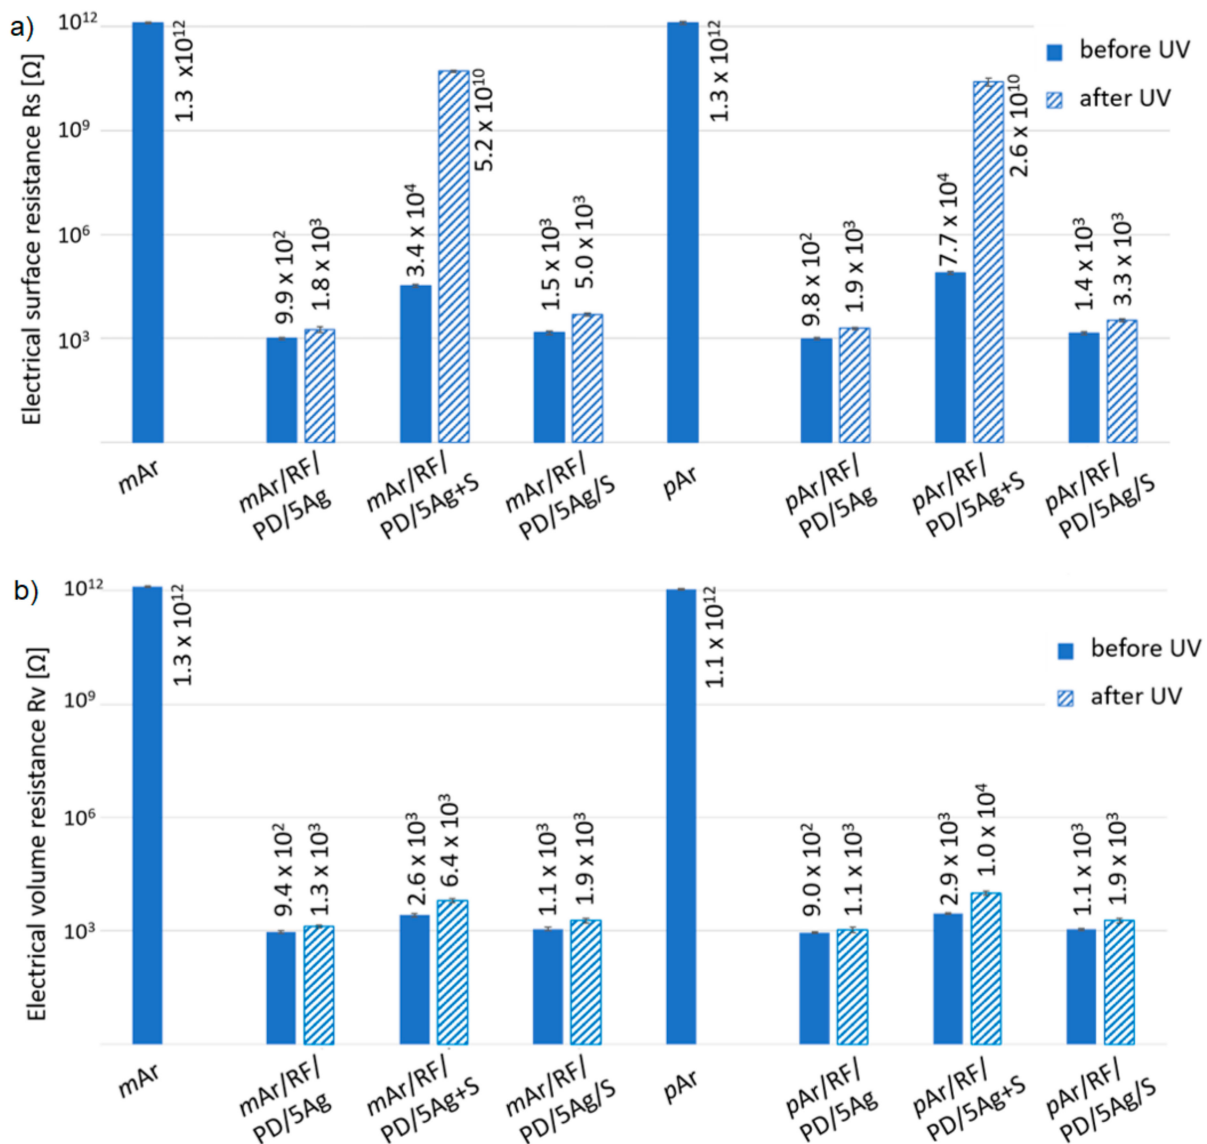 a)
Electrical surface resistance Rs [Ω]
10¹²
10⁹
10⁶
10³
1.3 x10¹²
9.9 x 10²
1.8 x 10³
3.4 x 10⁴
5.2 x 10¹⁰
1.5 x 10³
5.0 x 10³
1.3 x 10¹²
9.8 x 10²
1.9 x 10³
7.7 x 10⁴
2.6 x 10¹⁰
1.4 x 10³
3.3 x 10³
before UV
after UV
mAr
mAr/RF/
PD/5Ag
mAr/RF/
PD/5Ag+S
mAr/RF/
PD/5Ag/S
pAr
pAr/RF/
PD/5Ag
pAr/RF/
PD/5Ag+S
pAr/RF/
PD/5Ag/S
b)
Electrical volume resistance Rv [Ω]
10¹²
10⁹
10⁶
10³
1.3 x 10¹²
9.4 x 10²
1.3 x 10³
2.6 x 10³
6.4 x 10³
1.1 x 10³
1.9 x 10³
1.1 x 10¹²
9.0 x 10²
1.1 x 10³
2.9 x 10³
1.0 x 10⁴
1.1 x 10³
1.9 x 10³
before UV
after UV
mAr
mAr/RF/
PD/5Ag
mAr/RF/
PD/5Ag+S
mAr/RF/
PD/5Ag/S
pAr
pAr/RF/
PD/5Ag
pAr/RF/
PD/5Ag+S
pAr/RF/
PD/5Ag/S